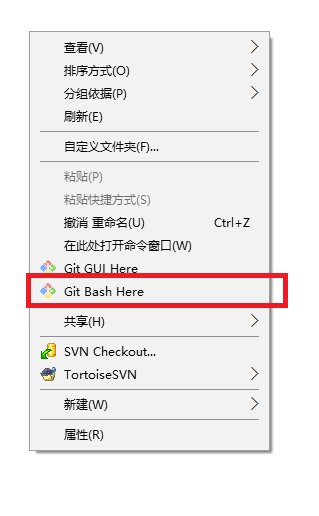 查看(V)
排序方式(O)
分组依据(P)
刷新(E)
自定义文件夹(F)...
粘贴(P)
粘贴快捷方式(S)
撤消 重命名(U) Ctrl+Z
在此处打开命令窗口(W)
Git GUI Here
Git Bash Here
共享(H)
SVN Checkout...
TortoiseSVN
新建(W)
属性(R)